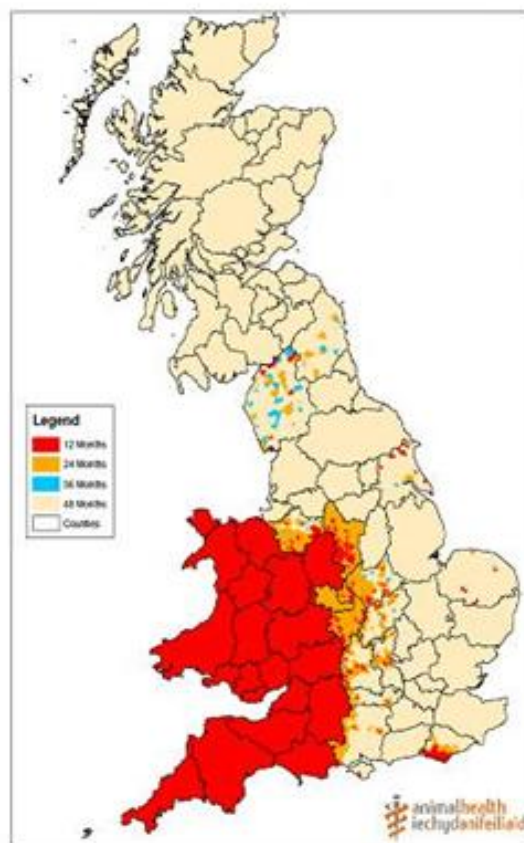 Legend
12 Months
24 Months
36 Months
48 Months
Counties
animalhealth
iechydanifeiliaid